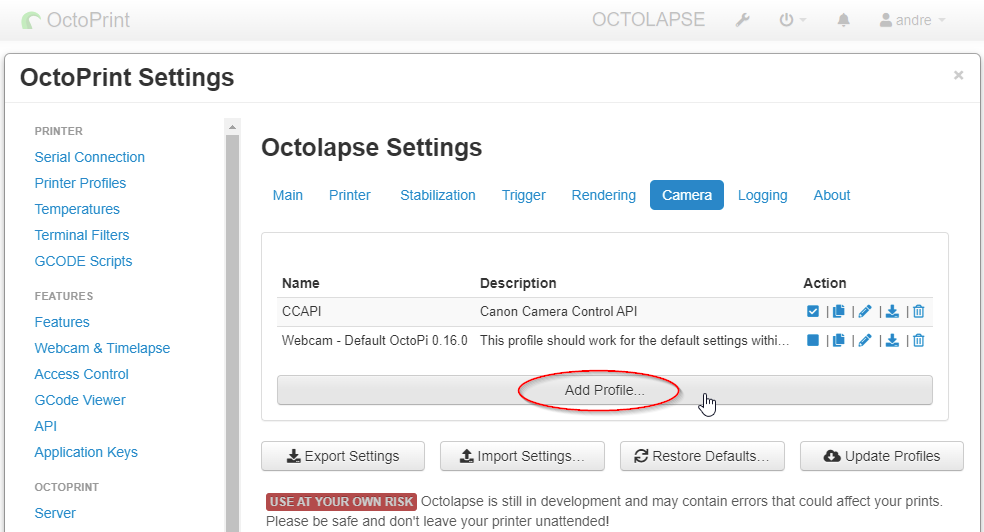 OctoPrint OCTOLAPSE andre
OctoPrint Settings
PRINTER
Serial Connection
Printer Profiles
Temperatures
Terminal Filters
GCODE Scripts
FEATURES
Features
Webcam & Timelapse
Access Control
GCode Viewer
API
Application Keys
OCTOPRINT
Server
Octolapse Settings
Main Printer Stabilization Trigger Rendering Camera Logging About
Name Description Action
CCAPI Canon Camera Control API | | | |
Webcam - Default OctoPi 0.16.0 This profile should work for the default settings withi... | | | |
Add Profile...
Export Settings Import Settings... Restore Defaults... Update Profiles
USE AT YOUR OWN RISK Octolapse is still in development and may contain errors that could affect your prints.
Please be safe and don't leave your printer unattended!